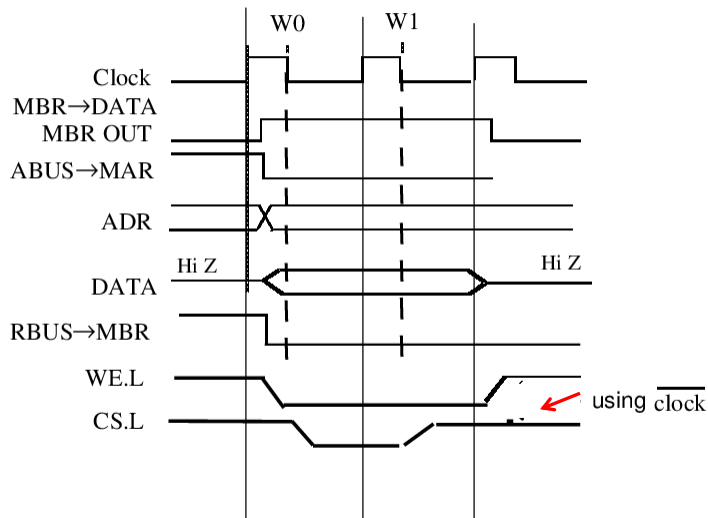 W0 W1
Clock
MBR→DATA
MBR OUT
ABUS→MAR
ADR
Hi Z Hi Z
DATA
RBUS→MBR
WE.L
using clock
CS.L